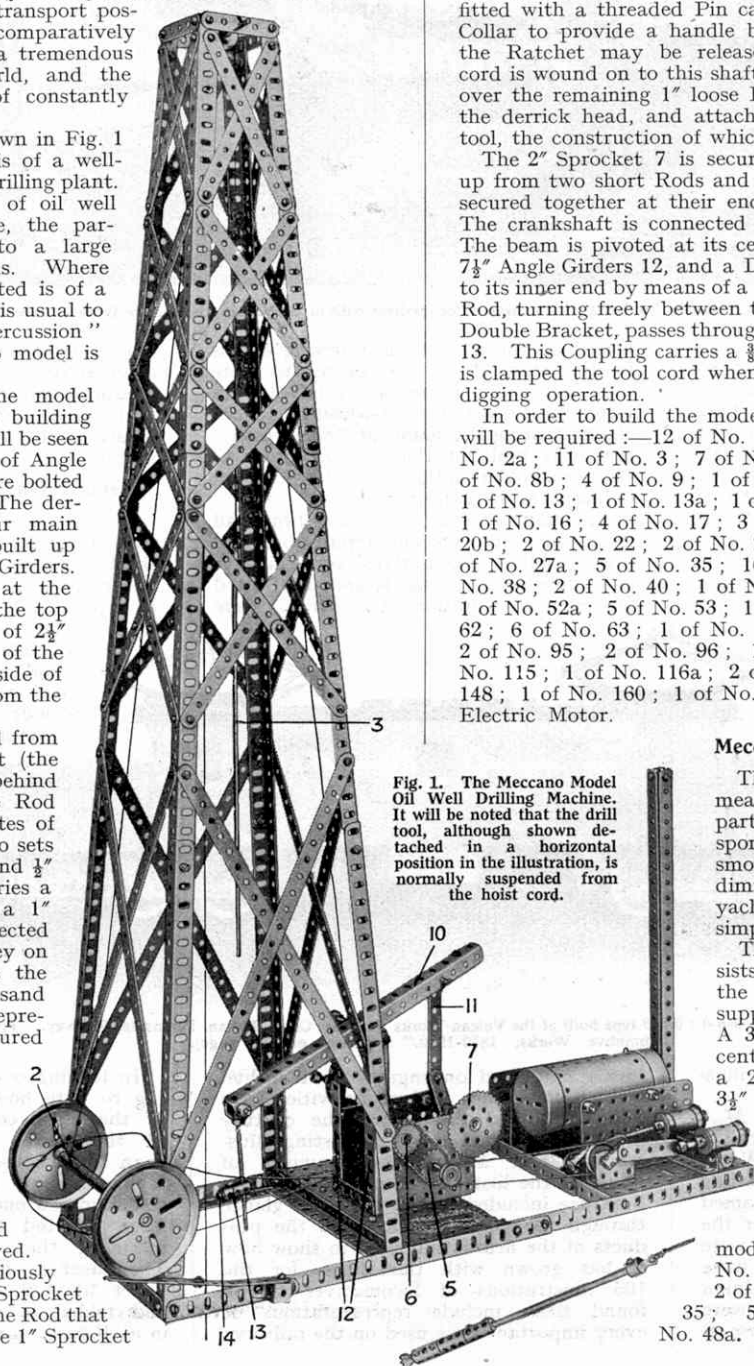 transport pos-
comparatively
a tremendous
rld, and the
of constantly
wn in Fig. 1
is of a well-
rilling plant.
of oil well
e, the par-
to a large
s. Where
ted is of a
is usual to
ercussion "
model is
he model
building
ll be seen
of Angle
re bolted
The der-
ur main
built up
Girders.
at the
the top
of 2½"
of the
side of
om the
d from
t (the
behind
Rod
tes of
o sets
nd ½"
ries a
a 1"
ected
ey on
the
sand
epre-
ured
d
ved.
iously
Sprocket
he Rod that
e 1" Sprocket
3
10
11
7
2
14
13
12
6
5
Fig. 1. The Meccano Model
Oil Well Drilling Machine.
It will be noted that the drill
tool, although shown de-
tached in a horizontal
position in the illustration, is
normally suspended from
the hoist cord.
fitted with a threaded Pin ca
Collar to provide a handle b
the Ratchet may be releas
cord is wound on to this shaf
over the remaining 1" loose
the derrick head, and attach
tool, the construction of whic
The 2" Sprocket 7 is secur
up from two short Rods and
secured together at their end
The crankshaft is connected
The beam is pivoted at its ce
7½" Angle Girders 12, and a D
to its inner end by means of a
Rod, turning freely between t
Double Bracket, passes through
13. This Coupling carries a ¾
is clamped the tool cord when
digging operation.
In order to build the mode
will be required :—12 of No.
No. 2a ; 11 of No. 3 ; 7 of N
of No. 8b ; 4 of No. 9 ; 1 of
1 of No. 13 ; 1 of No. 13a ; 1 o
1 of No. 16 ; 4 of No. 17 ; 3
20b ; 2 of No. 22 ; 2 of No.
of No. 27a ; 5 of No. 35 ; 1
No. 38 ; 2 of No. 40 ; 1 of N
1 of No. 52a ; 5 of No. 53 ; 1
62 ; 6 of No. 63 ; 1 of No.
2 of No. 95 ; 2 of No. 96 ;
No. 115 ; 1 of No. 116a ; 2 o
148 ; 1 of No. 160 ; 1 of No.
Electric Motor.
Mecc
Th
mea
part
spon
smo
dim
yach
simp
T
sists
the
supp
A 3
cent
a 2
3½"
mod
No.
2 of
35 ; 5
No. 48a.